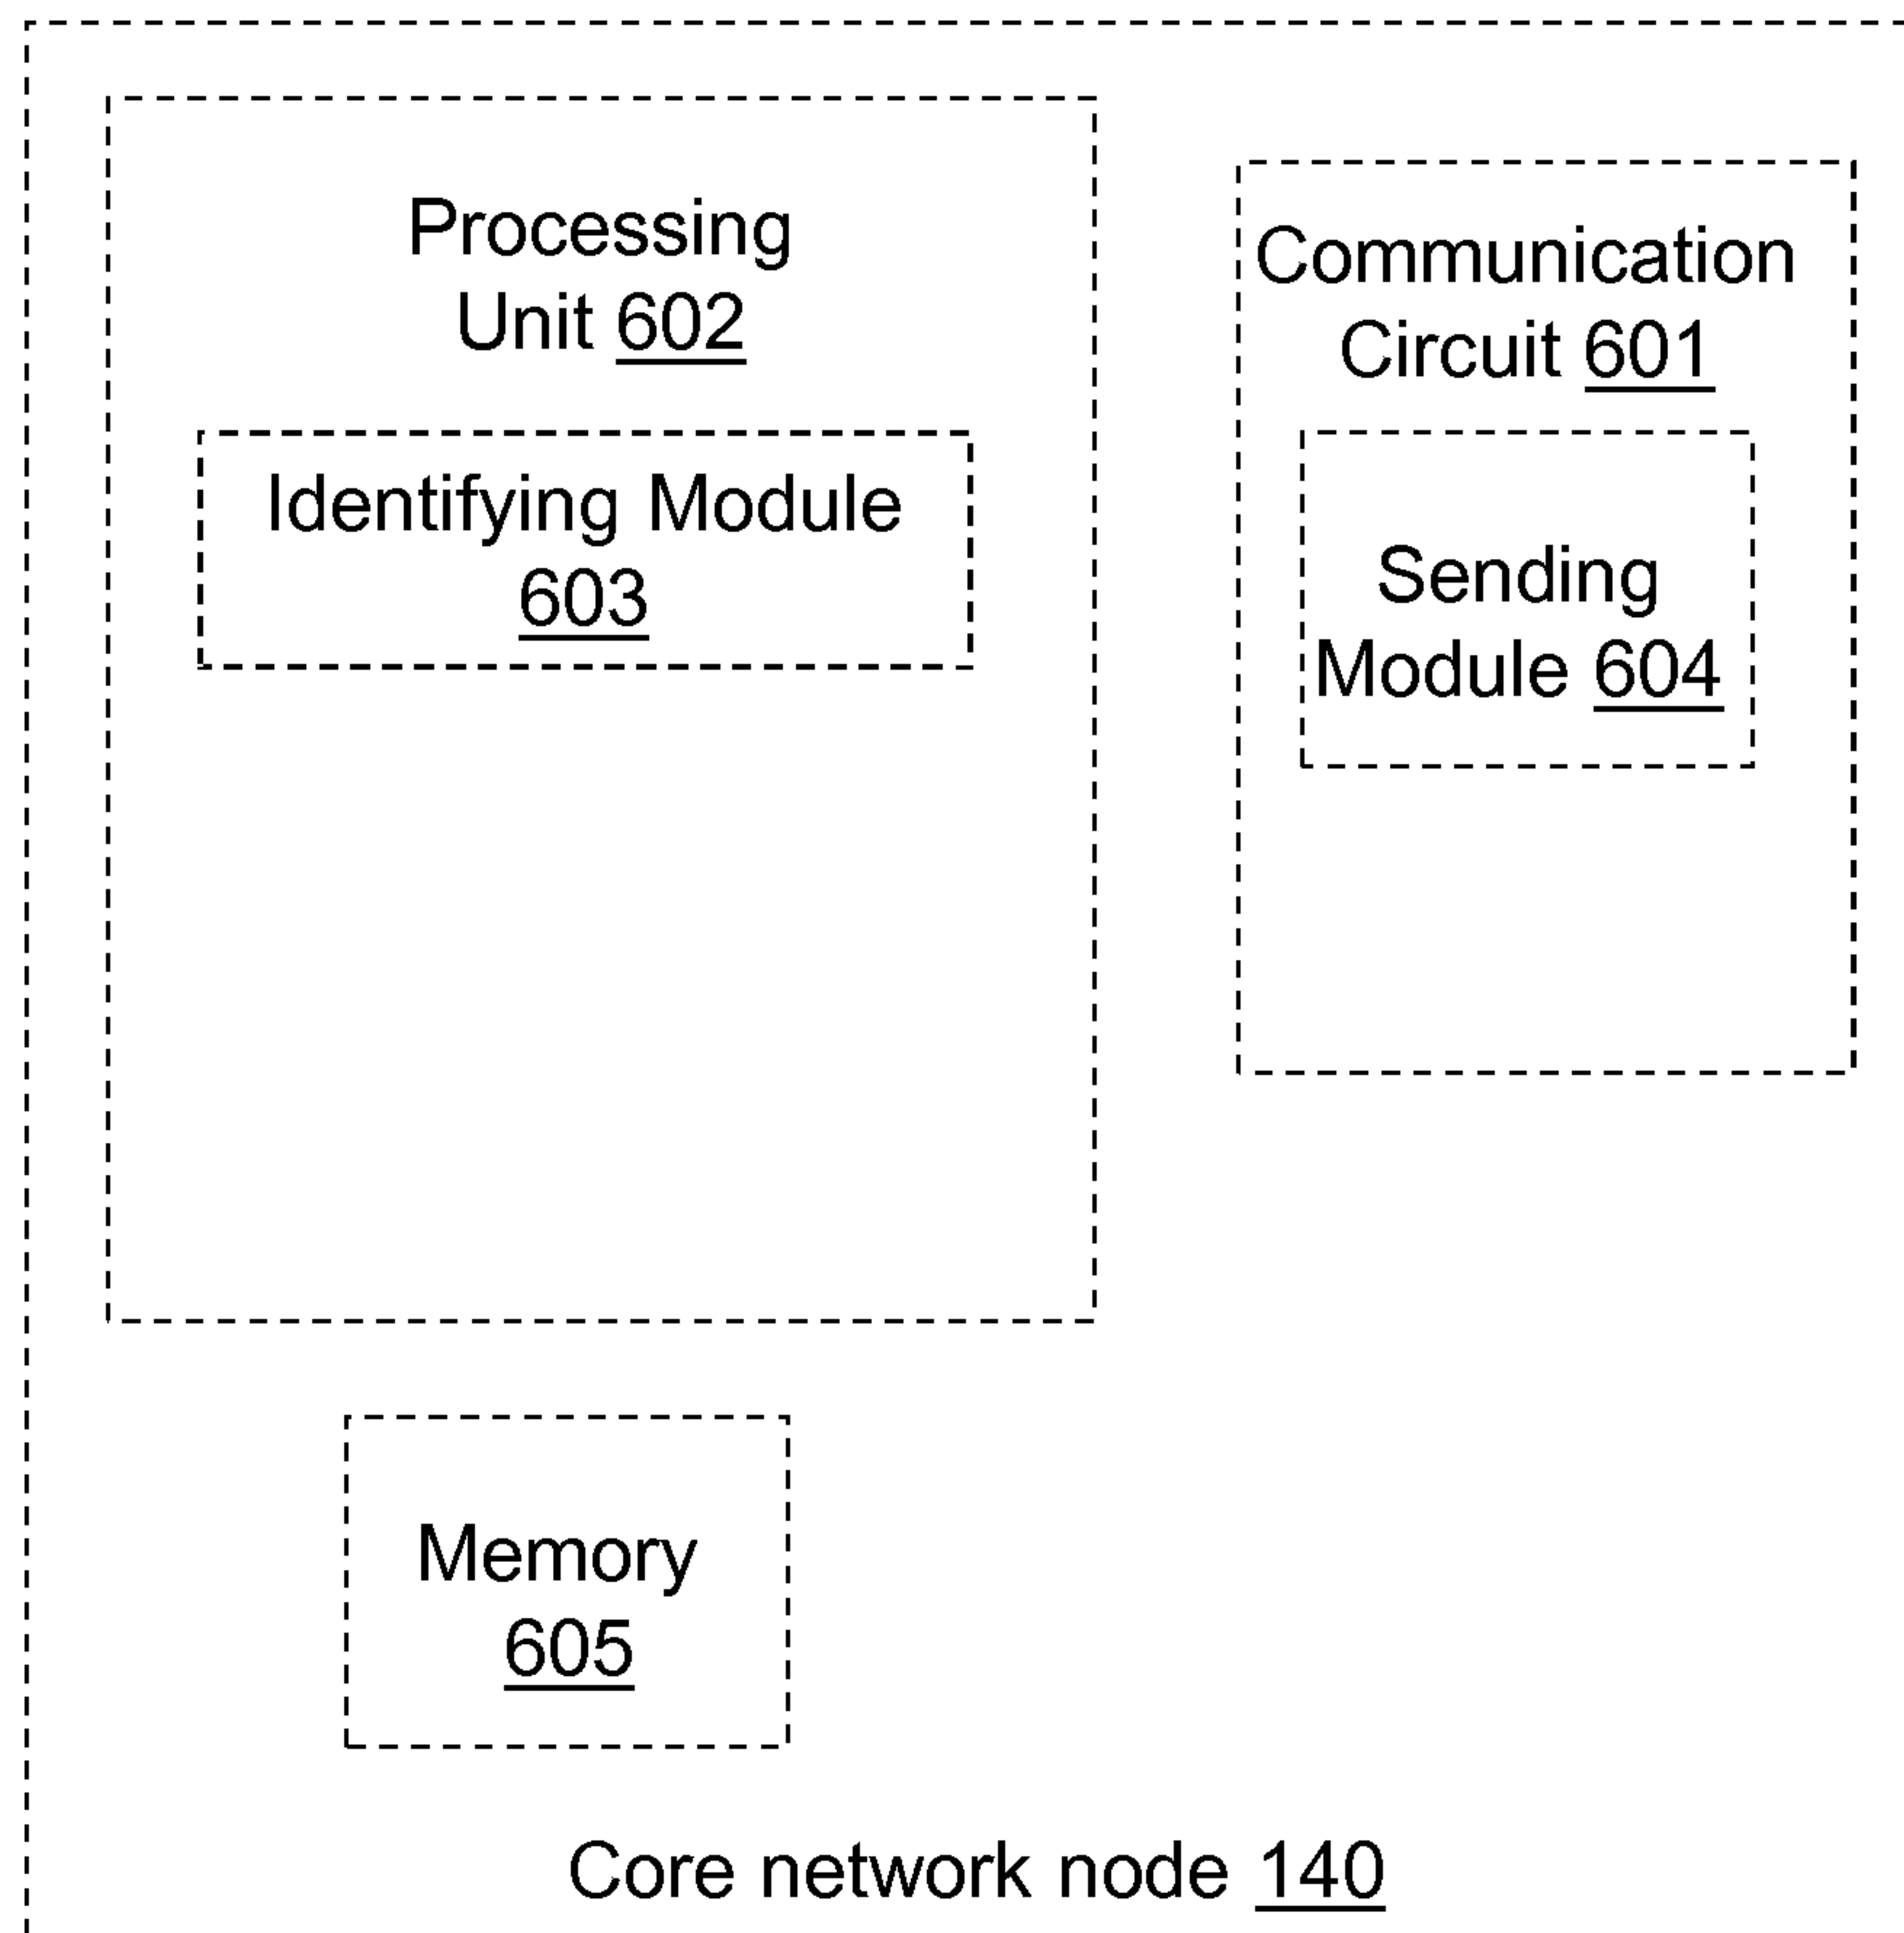 Processing
Unit 602
Identifying Module
603
Communication
Circuit 601
Sending
Module 604
Memory
605
Core network node 140